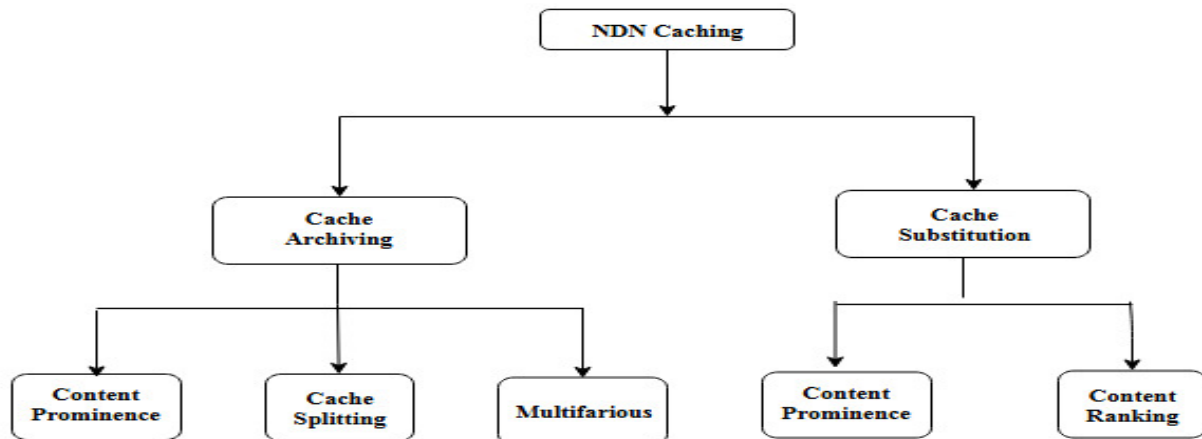 NDN Caching
Cache
Archiving
Cache
Substitution
Content
Prominence
Cache
Splitting
Multifarious
Content
Prominence
Content
Ranking